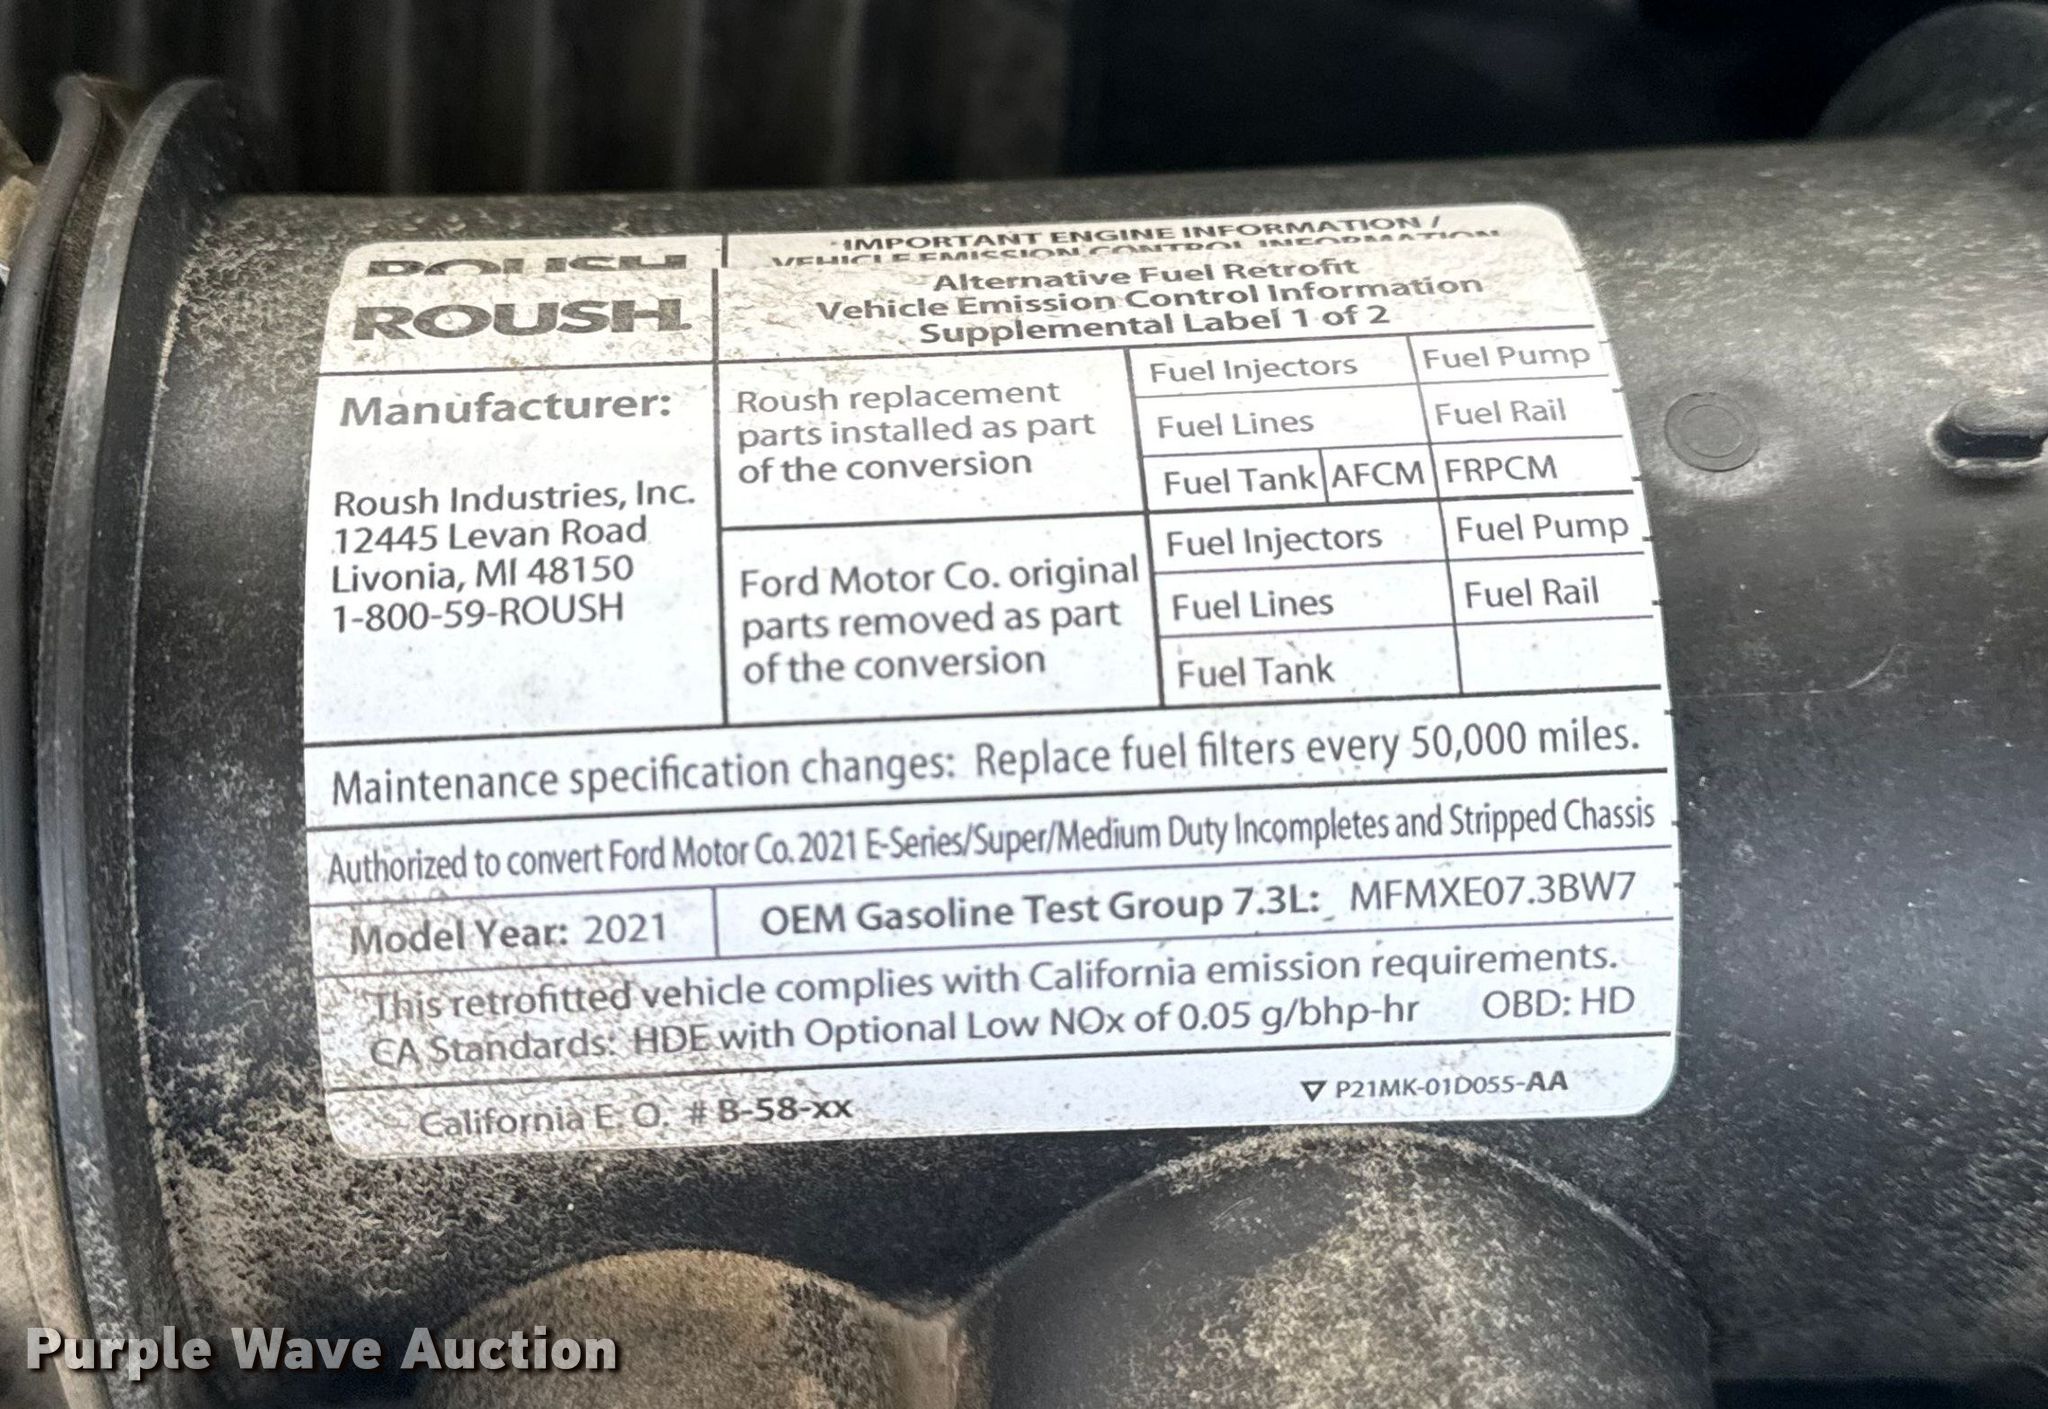 ROUSH
IMPORTANT ENGINE INFORMATION /
VEHICLE EMISSION CONTROL INFORMATION
ROUSH
Alternative Fuel Retrofit
Vehicle Emission Control Information
Supplemental Label 1 of 2
Manufacturer:
Roush Industries, Inc.
12445 Levan Road
Livonia, MI 48150
1-800-59-ROUSH
Roush replacement
parts installed as part
of the conversion
Fuel Injectors Fuel Pump
Fuel Lines Fuel Rail
Fuel Tank AFCM FRPCM
Ford Motor Co. original
parts removed as part
of the conversion
Fuel Injectors Fuel Pump
Fuel Lines Fuel Rail
Fuel Tank
Maintenance specification changes: Replace fuel filters every 50,000 miles.
Authorized to convert Ford Motor Co. 2021 E-Series/Super/Medium Duty Incompletes and Stripped Chassis
Model Year: 2021 OEM Gasoline Test Group 7.3L: MFMXE07.3BW7
This retrofitted vehicle complies with California emission requirements.
CA Standards: HDE with Optional Low NOx of 0.05 g/bhp-hr OBD: HD
California E. O. # B-58-xx P21MK-01D055-AA
Purple Wave Auction